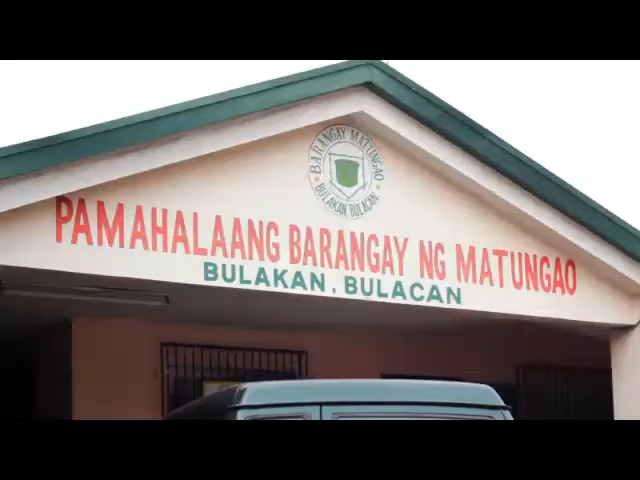 BARANGAY MATUNGAO
BULAKAN, BULACAN.
PAMAHALAANG BARANGAY NG MATUNGAO
BULAKAN, BULACAN